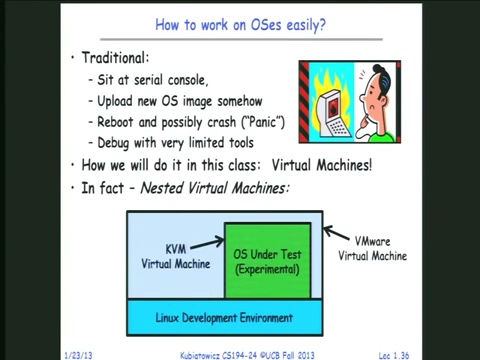 How to work on OSes easily?
• Traditional:
– Sit at serial console,
– Upload new OS image somehow
– Reboot and possibly crash ("Panic")
– Debug with very limited tools
• How we will do it in this class: Virtual Machines!
• In fact – Nested Virtual Machines:
KVM
Virtual Machine
OS Under Test
(Experimental)
VMware
Virtual Machine
Linux Development Environment
1/23/13
Kubiatowicz CS194-24 ©UCB Fall 2013
Lec 1.36